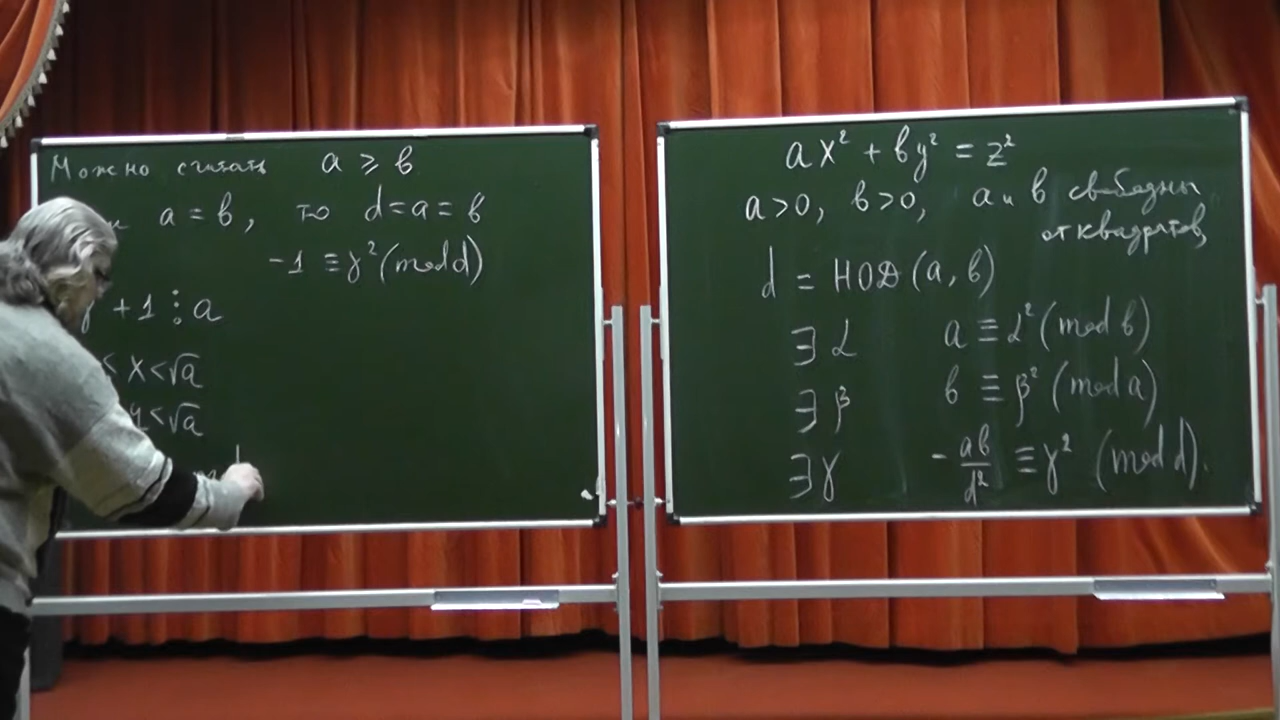 Можно считать a ⩾ b
a = b, то d = a = b
-1 ≡ γ² (mod d)
+ 1 ⋮ a
< x < √a
y < √a
ax² + by² = z²
a > 0, b > 0, a и b свободны
от квадратов,
d = НОД (a, b)
∃ α a ≡ α² (mod b)
∃ β b ≡ β² (mod a)
∃ γ - ab/d² ≡ γ² (mod d).